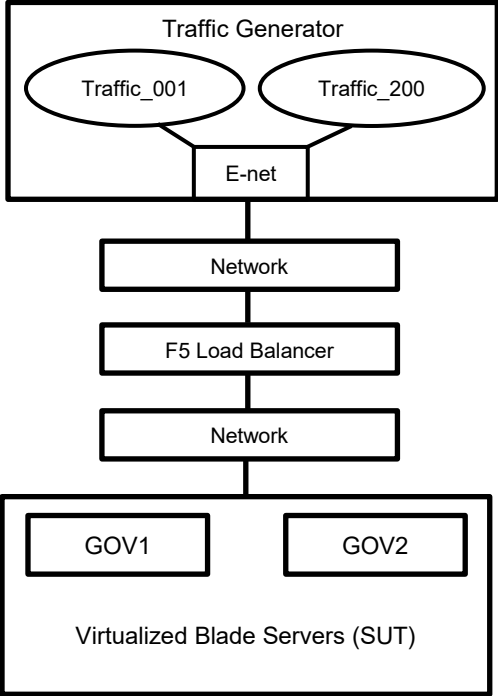 Traffic Generator
Traffic_001
Traffic_200
E-net
Network
F5 Load Balancer
Network
GOV1
GOV2
Virtualized Blade Servers (SUT)